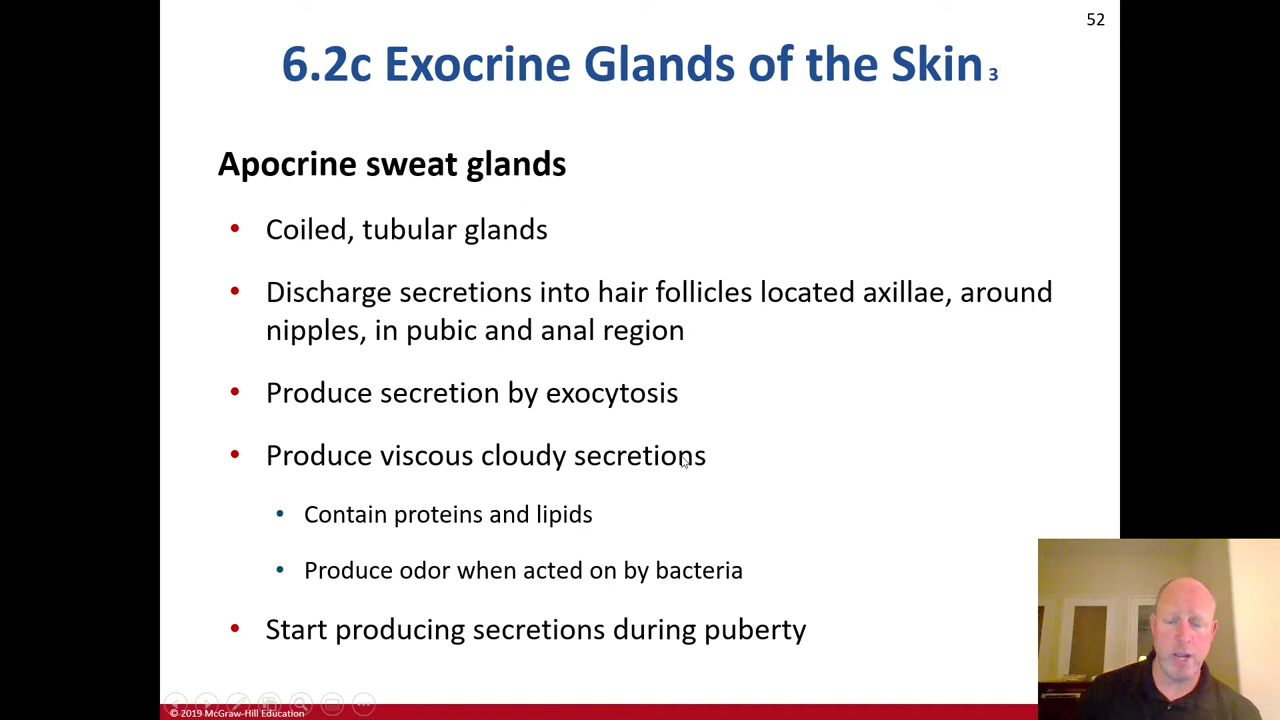 52
6.2c Exocrine Glands of the Skin 3
Apocrine sweat glands
• Coiled, tubular glands
• Discharge secretions into hair follicles located axillae, around
nipples, in pubic and anal region
• Produce secretion by exocytosis
• Produce viscous cloudy secretions
• Contain proteins and lipids
• Produce odor when acted on by bacteria
• Start producing secretions during puberty
© 2019 McGraw-Hill Education